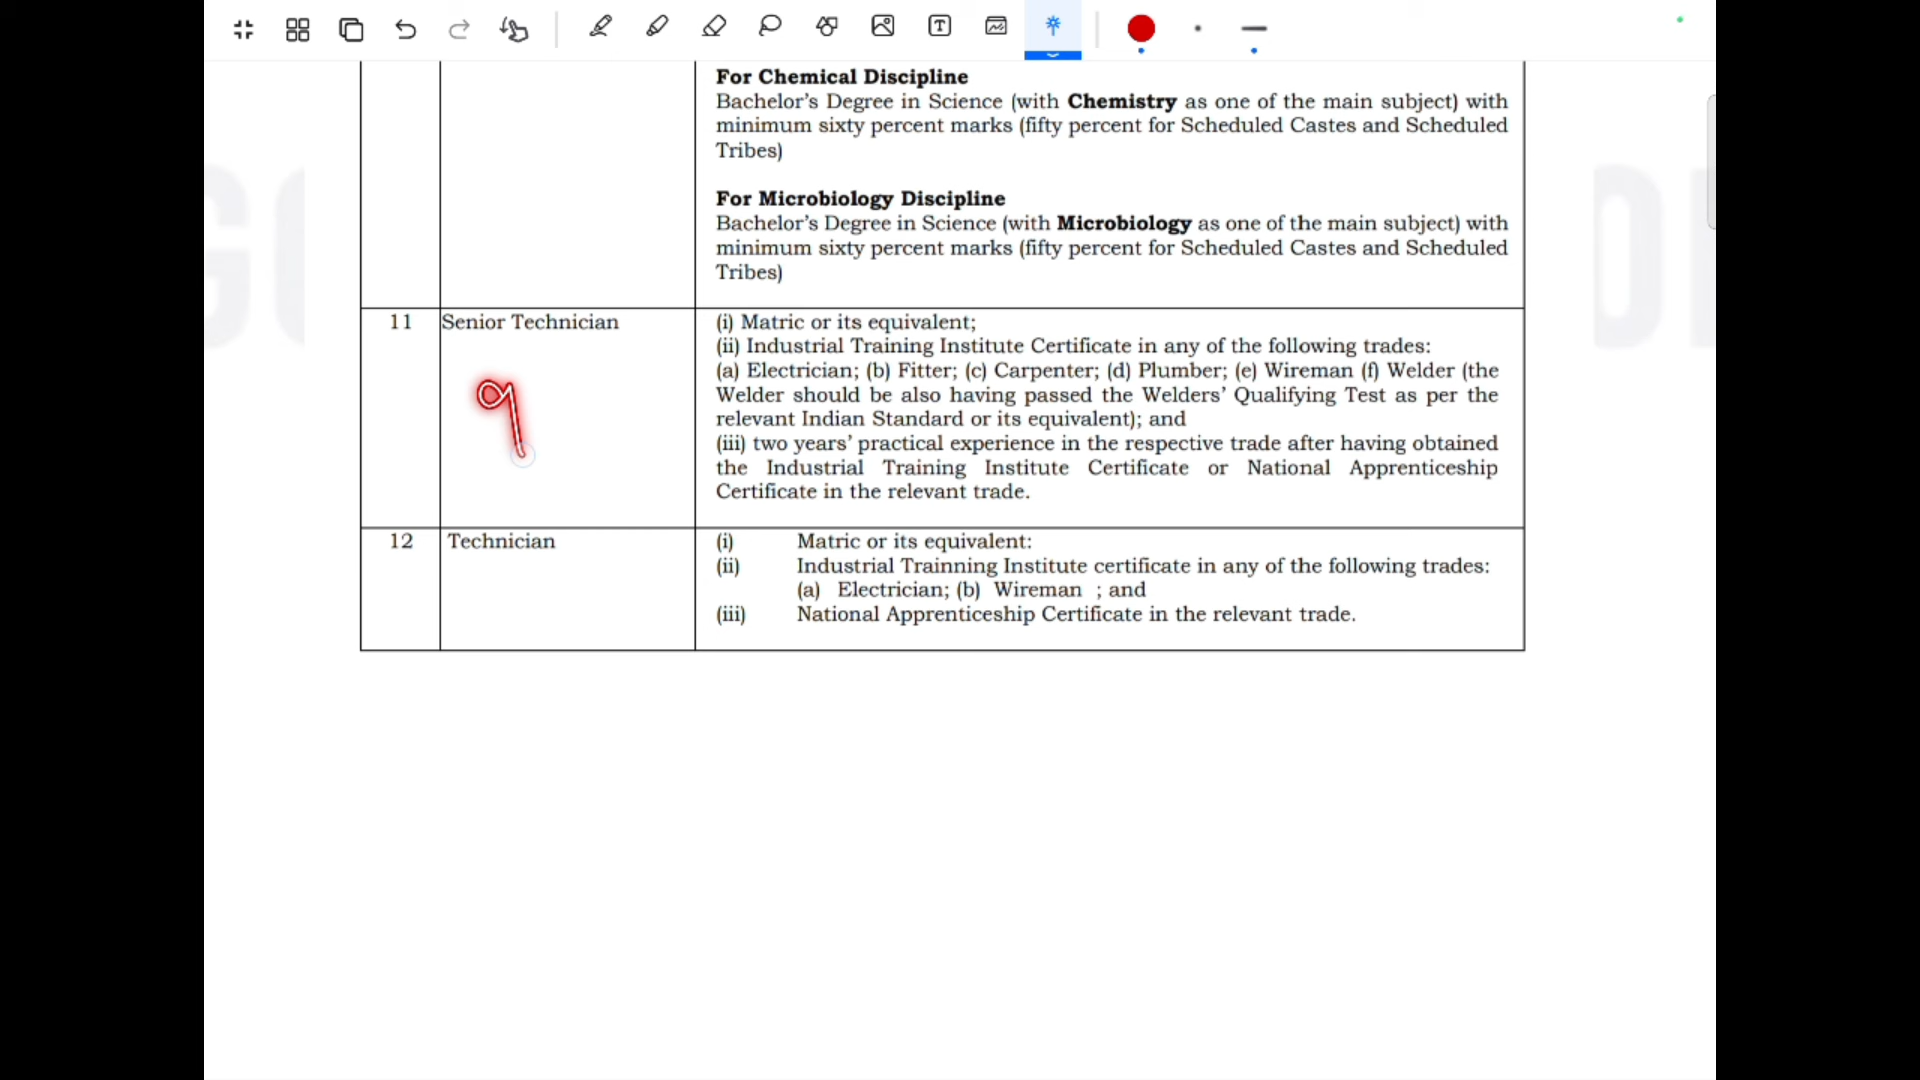 For Chemical Discipline
Bachelor’s Degree in Science (with Chemistry as one of the main subject) with
minimum sixty percent marks (fifty percent for Scheduled Castes and Scheduled
Tribes)
For Microbiology Discipline
Bachelor’s Degree in Science (with Microbiology as one of the main subject) with
minimum sixty percent marks (fifty percent for Scheduled Castes and Scheduled
Tribes)
11
Senior Technician
(i) Matric or its equivalent;
(ii) Industrial Training Institute Certificate in any of the following trades:
(a) Electrician; (b) Fitter; (c) Carpenter; (d) Plumber; (e) Wireman (f) Welder (the
Welder should be also having passed the Welders’ Qualifying Test as per the
relevant Indian Standard or its equivalent); and
(iii) two years’ practical experience in the respective trade after having obtained
the Industrial Training Institute Certificate or National Apprenticeship
Certificate in the relevant trade.
9
12
Technician
(i) Matric or its equivalent:
(ii) Industrial Trainning Institute certificate in any of the following trades:
(a) Electrician; (b) Wireman ; and
(iii) National Apprenticeship Certificate in the relevant trade.